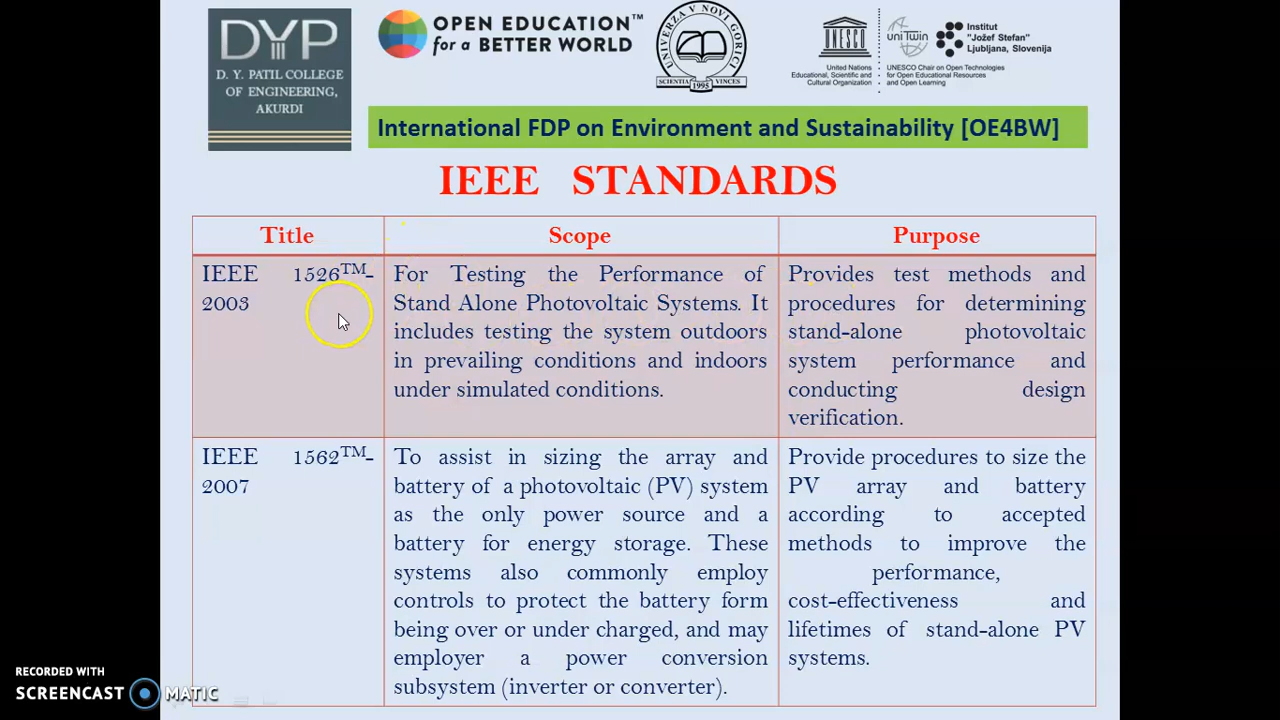 DYP
D. Y. PATIL COLLEGE
OF ENGINEERING,
AKURDI
OPEN EDUCATION™
for a BETTER WORLD
UNIVERZA V NOVI GORICI
SCIENTIA VINCES
1995
UNESCO
United Nations
Educational, Scientific and
Cultural Organization
uniTwin
Institut
"Jožef Stefan"
Ljubljana, Slovenija
UNESCO Chair on Open Technologies
for Open Educational Resources
and Open Learning
International FDP on Environment and Sustainability [OE4BW]
IEEE STANDARDS
Title Scope Purpose
IEEE 1526TM-
2003
For Testing the Performance of
Stand Alone Photovoltaic Systems. It
includes testing the system outdoors
in prevailing conditions and indoors
under simulated conditions.
Provides test methods and
procedures for determining
stand-alone photovoltaic
system performance and
conducting design
verification.
IEEE 1562TM-
2007
To assist in sizing the array and
battery of a photovoltaic (PV) system
as the only power source and a
battery for energy storage. These
systems also commonly employ
controls to protect the battery form
being over or under charged, and may
employer a power conversion
subsystem (inverter or converter).
Provide procedures to size the
PV array and battery
according to accepted
methods to improve the
performance,
cost-effectiveness and
lifetimes of stand-alone PV
systems.
RECORDED WITH
SCREENCAST MATIC